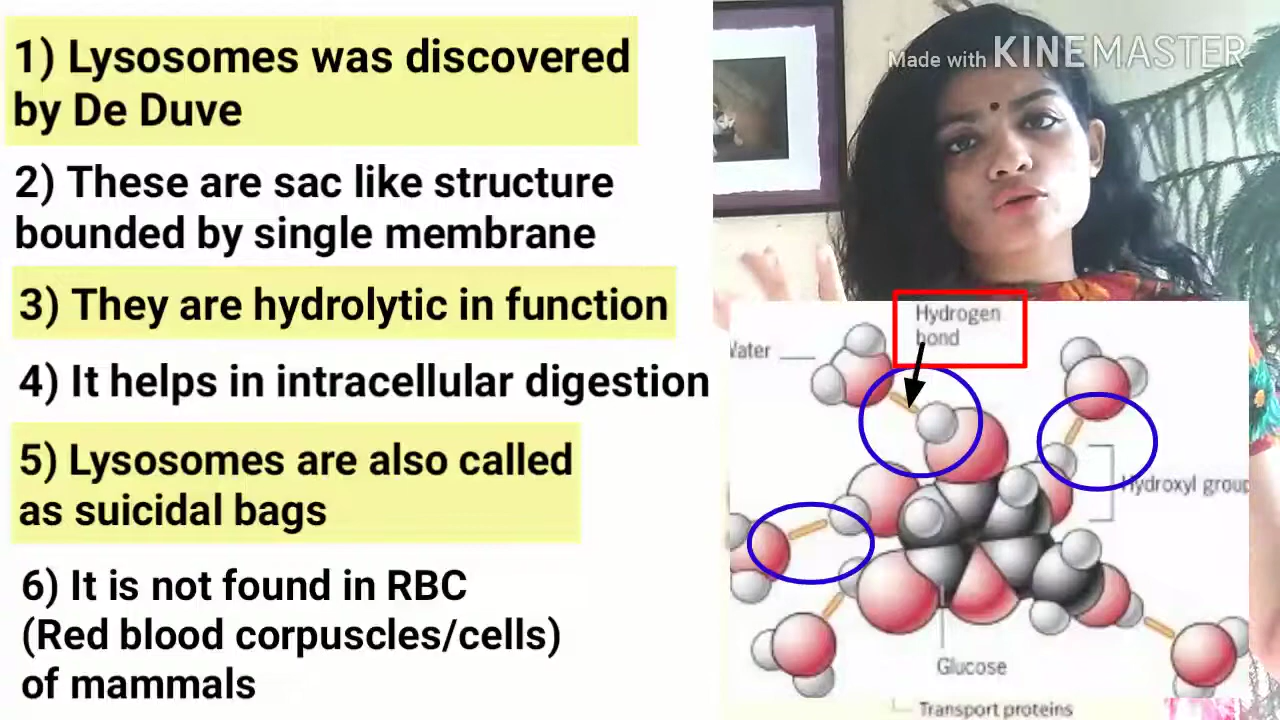 1) Lysosomes was discovered
by De Duve
2) These are sac like structure
bounded by single membrane
3) They are hydrolytic in function
4) It helps in intracellular digestion
5) Lysosomes are also called
as suicidal bags
6) It is not found in RBC
(Red blood corpuscles/cells)
of mammals
Made with KINEMASTER
Hydrogen
bond
Water
Hydroxyl group
Glucose
Transport proteins